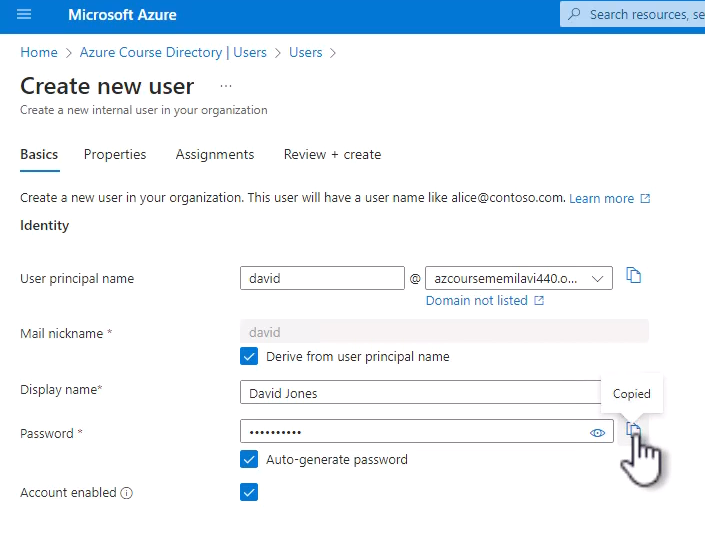 Microsoft Azure
Search resources, se
Home > Azure Course Directory | Users > Users >
Create new user ...
Create a new internal user in your organization
Basics Properties Assignments Review + create
Create a new user in your organization. This user will have a user name like alice@contoso.com. Learn more
Identity
User principal name david @ azcoursememilavi440.o...
Domain not listed
Mail nickname * david
Derive from user principal name
Display name* David Jones
Copied
Password * ••••••••••
Auto-generate password
Account enabled